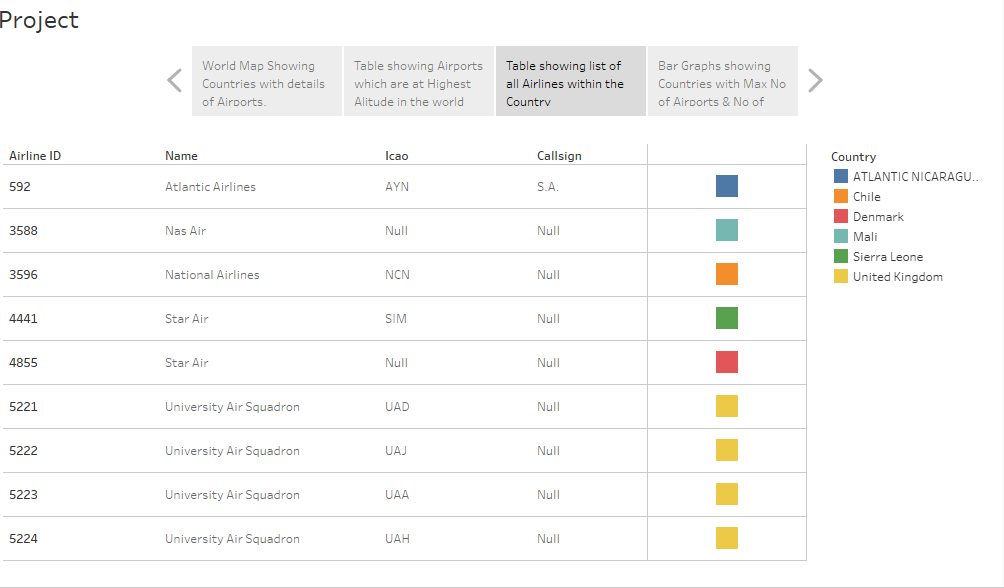 Project
World Map Showing
Countries with details
of Airports.
Table showing Airports
which are at Highest
Alitude in the world
Table showing list of
all Airlines within the
Country
Bar Graphs showing
Countries with Max No
of Airports & No of
Airline ID Name Icao Callsign
592 Atlantic Airlines AYN S.A.
3588 Nas Air Null Null
3596 National Airlines NCN Null
4441 Star Air SIM Null
4855 Star Air Null Null
5221 University Air Squadron UAD Null
5222 University Air Squadron UAJ Null
5223 University Air Squadron UAA Null
5224 University Air Squadron UAH Null
Country
ATLANTIC NICARAGU..
Chile
Denmark
Mali
Sierra Leone
United Kingdom